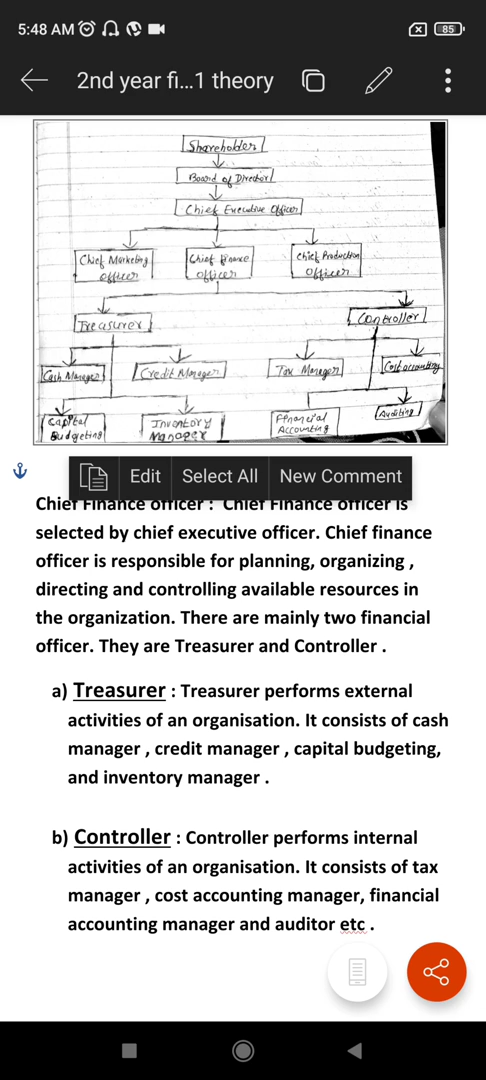 5:48 AM
85
2nd year fi...1 theory
Shareholder
Board of Director
Chief Executive Officer
Chief Marketing officer
Chief Finance officer
Chief Production officer
Treasurer
Controller
Cash Manager
Credit Manager
Tax Manager
Cost accounting
Capital Budgeting
Inventory Manager
Financial Accounting
Auditing
Edit Select All New Comment
Chief Finance officer : Chief Finance officer is
selected by chief executive officer. Chief finance
officer is responsible for planning, organizing ,
directing and controlling available resources in
the organization. There are mainly two financial
officer. They are Treasurer and Controller .
a) Treasurer : Treasurer performs external
activities of an organisation. It consists of cash
manager , credit manager , capital budgeting,
and inventory manager .
b) Controller : Controller performs internal
activities of an organisation. It consists of tax
manager , cost accounting manager, financial
accounting manager and auditor etc .